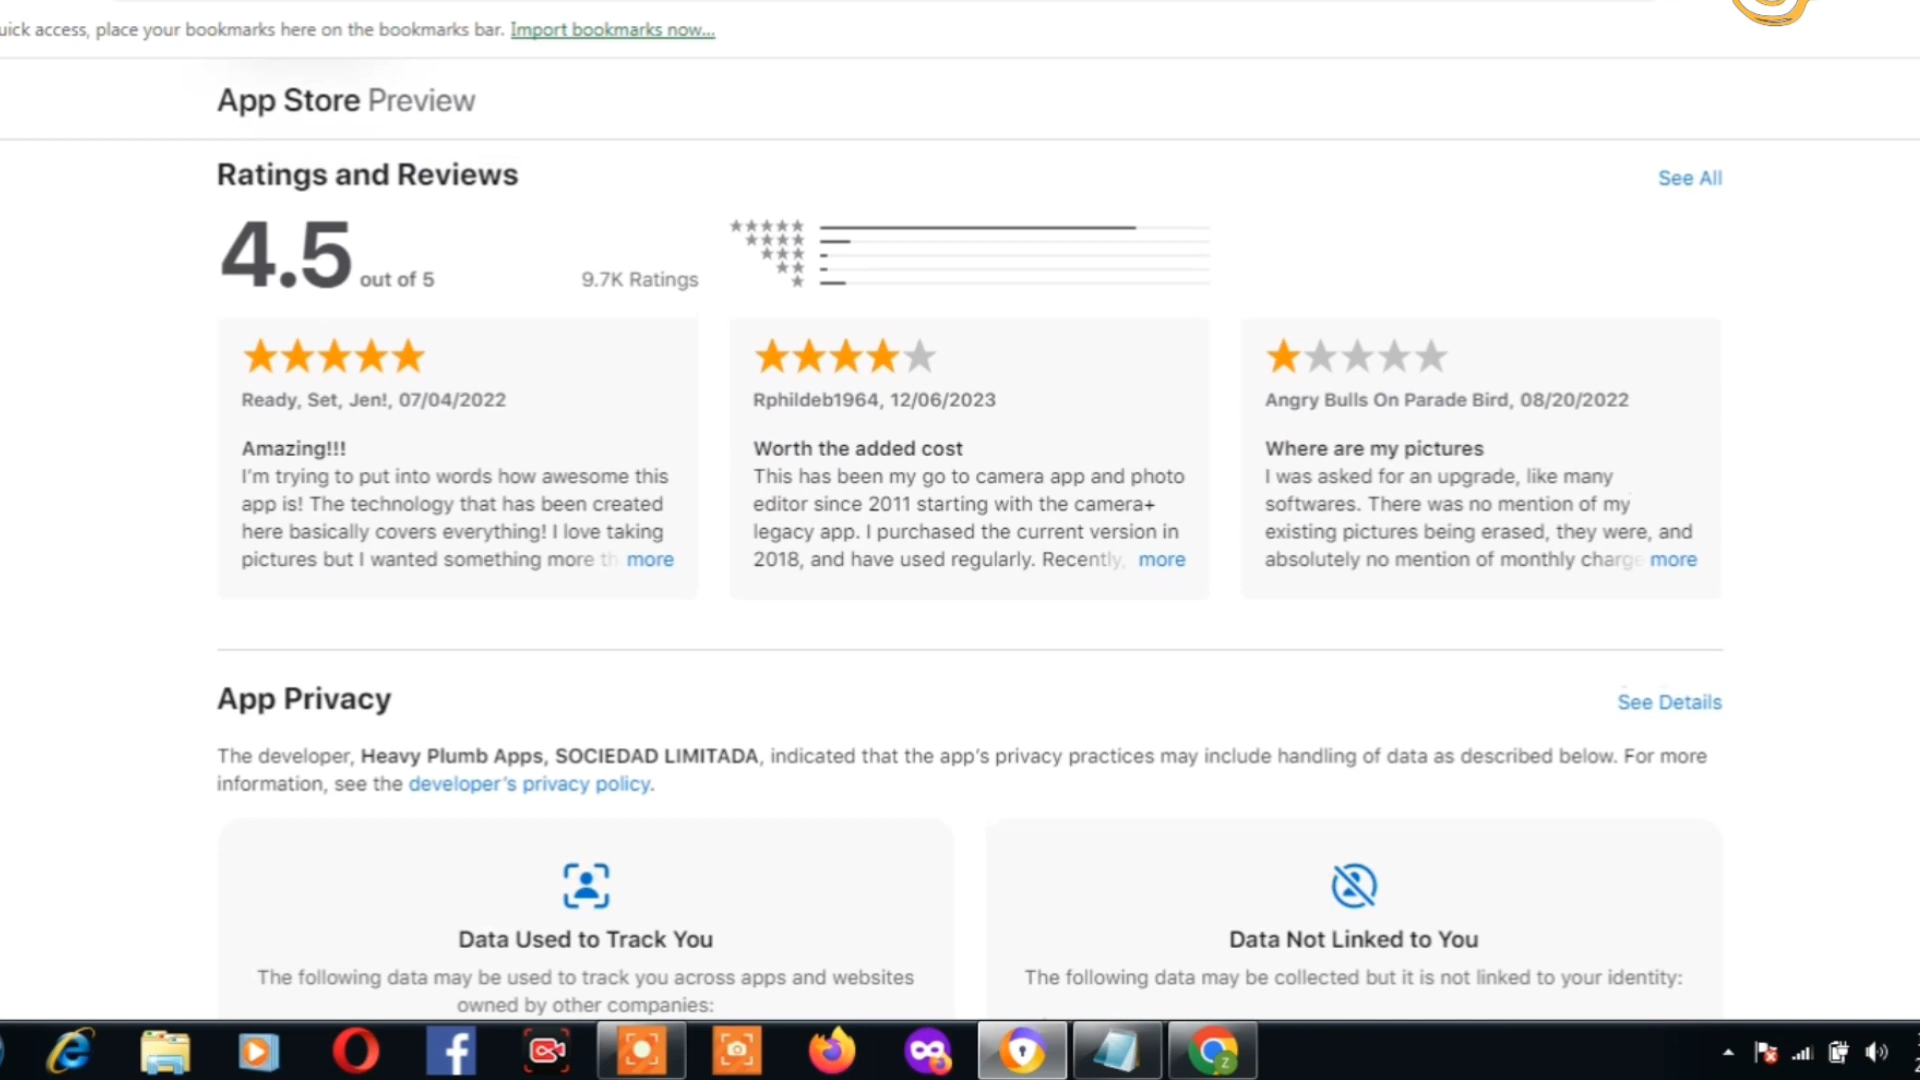 uick access, place your bookmarks here on the bookmarks bar. Import bookmarks now...
App Store Preview
Ratings and Reviews
See All
4.5 out of 5
9.7K Ratings
Ready, Set, Jen!, 07/04/2022
Amazing!!!
I'm trying to put into words how awesome this
app is! The technology that has been created
here basically covers everything! I love taking
pictures but I wanted something more th more
Rphildeb1964, 12/06/2023
Worth the added cost
This has been my go to camera app and photo
editor since 2011 starting with the camera+
legacy app. I purchased the current version in
2018, and have used regularly. Recently, more
Angry Bulls On Parade Bird, 08/20/2022
Where are my pictures
I was asked for an upgrade, like many
softwares. There was no mention of my
existing pictures being erased, they were, and
absolutely no mention of monthly charge more
App Privacy
See Details
The developer, Heavy Plumb Apps, SOCIEDAD LIMITADA, indicated that the app's privacy practices may include handling of data as described below. For more
information, see the developer's privacy policy.
Data Used to Track You
The following data may be used to track you across apps and websites
owned by other companies:
Data Not Linked to You
The following data may be collected but it is not linked to your identity: